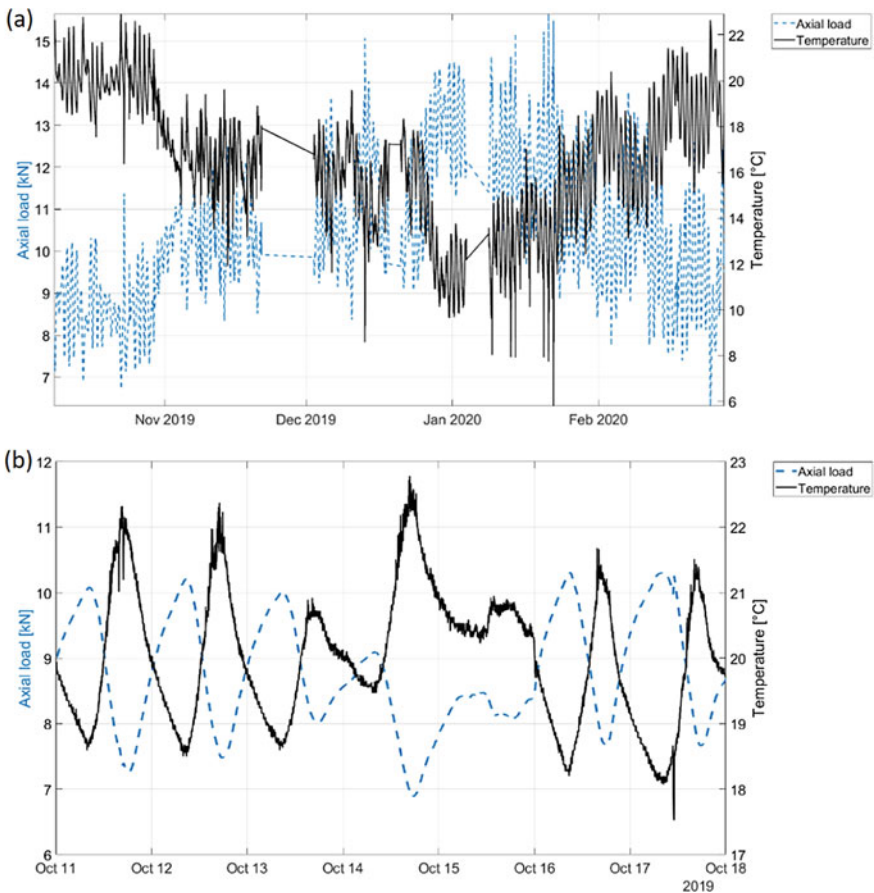 (a)
Axial load
Temperature
15
14
13
12
11
10
9
8
7
Axial load [kN]
22
20
18
16
14
12
10
8
6
Temperature [°C]
Nov 2019
Dec 2019
Jan 2020
Feb 2020
(b)
Axial load
Temperature
12
11
10
9
8
7
6
Axial load [kN]
23
22
21
20
19
18
17
Temperature [°C]
Oct 11
Oct 12
Oct 13
Oct 14
Oct 15
Oct 16
Oct 17
Oct 18
2019